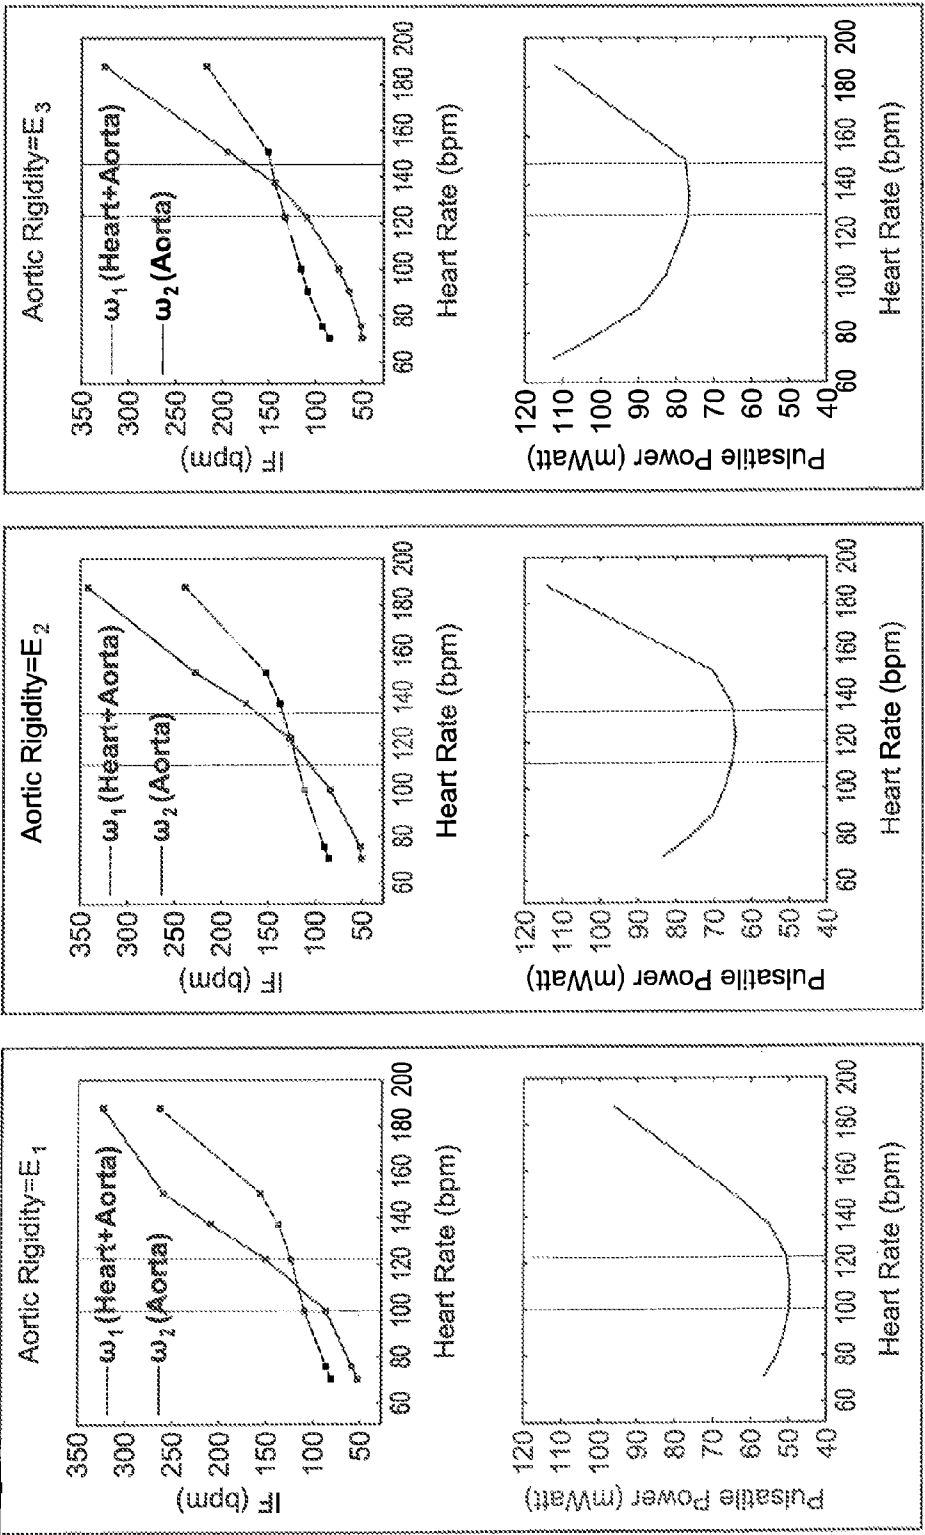 Aortic Rigidity=E1
ω1 (Heart+Aorta)
ω2 (Aorta)
IF (bpm)
350
300
250
200
150
100
50
60 80 100 120 140 160 180 200
Heart Rate (bpm)
Pulsatile Power (mWatt)
120
110
100
90
80
70
60
50
40
60 80 100 120 140 160 180 200
Heart Rate (bpm)
Aortic Rigidity=E2
ω1 (Heart+Aorta)
ω2 (Aorta)
IF (bpm)
350
300
250
200
150
100
50
60 80 100 120 140 160 180 200
Heart Rate (bpm)
Pulsatile Power (mWatt)
120
110
100
90
80
70
60
50
40
60 80 100 120 140 160 180 200
Heart Rate (bpm)
Aortic Rigidity=E3
ω1 (Heart+Aorta)
ω2 (Aorta)
IF (bpm)
350
300
250
200
150
100
50
60 80 100 120 140 160 180 200
Heart Rate (bpm)
Pulsatile Power (mWatt)
120
110
100
90
80
70
60
50
40
60 80 100 120 140 160 180 200
Heart Rate (bpm)